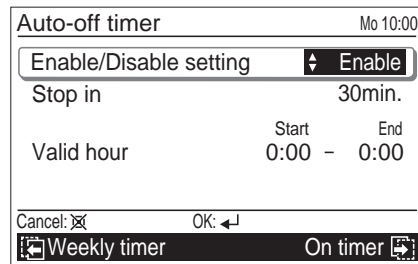 Auto-off timer Mo 10:00
Enable/Disable setting Enable
Stop in 30min.
Start End
Valid hour 0:00 – 0:00
Cancel: OK:
Weekly timer On timer